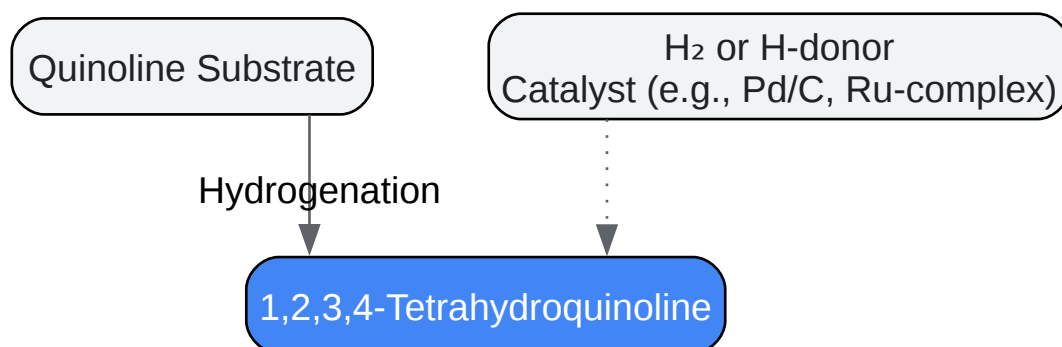 Quinoline Substrate
H₂ or H-donor
Catalyst (e.g., Pd/C, Ru-complex)
Hydrogenation
1,2,3,4-Tetrahydroquinoline